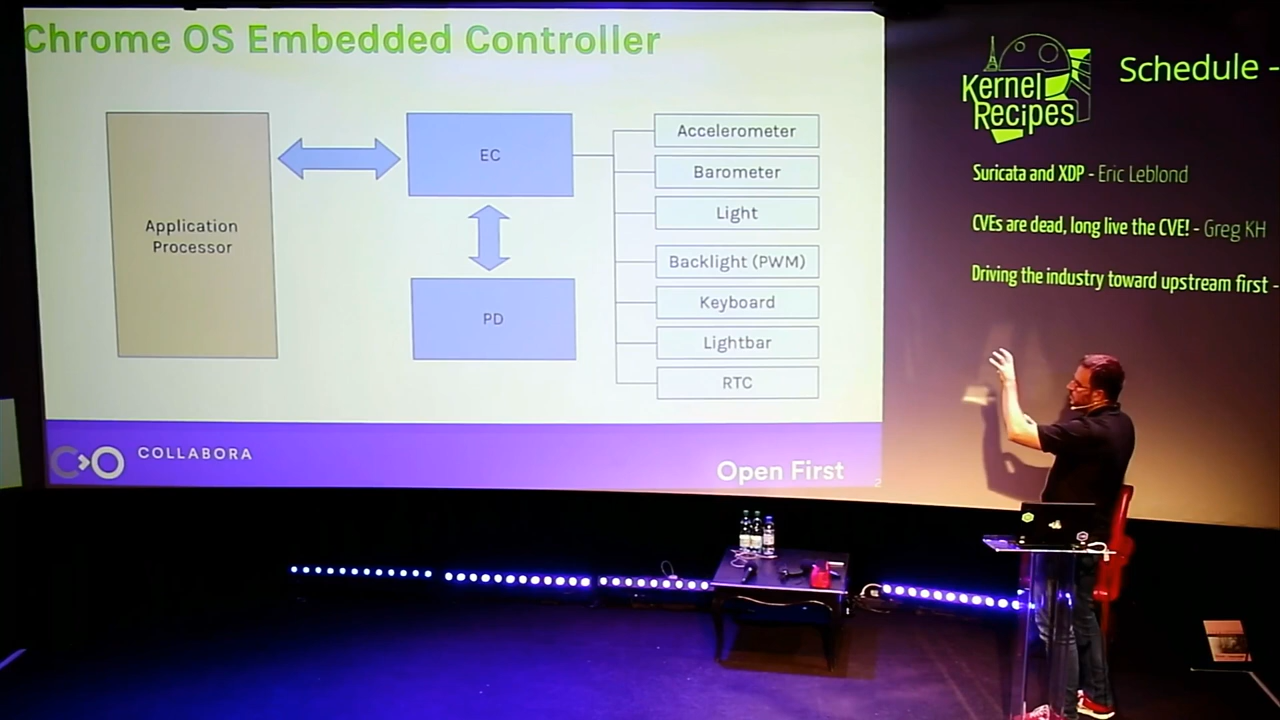 Chrome OS Embedded Controller
Application
Processor
EC
PD
Accelerometer
Barometer
Light
Backlight (PWM)
Keyboard
Lightbar
RTC
COLLABORA
Open First
2
Kernel
Recipes
Schedule -
Suricata and XDP - Eric Leblond
CVEs are dead, long live the CVE! - Greg KH
Driving the industry toward upstream first -